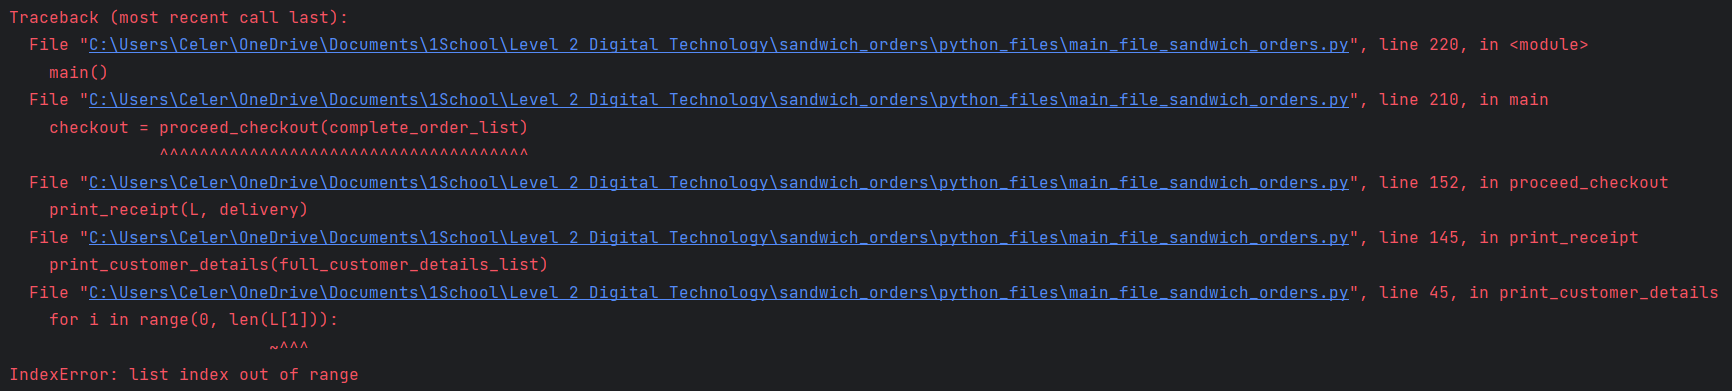 Traceback (most recent call last):
  File "C:\Users\Celer\OneDrive\Documents\1School\Level 2 Digital Technology\sandwich_orders\python_files\main_file_sandwich_orders.py", line 220, in <module>
    main()
  File "C:\Users\Celer\OneDrive\Documents\1School\Level 2 Digital Technology\sandwich_orders\python_files\main_file_sandwich_orders.py", line 210, in main
    checkout = proceed_checkout(complete_order_list)
               ^^^^^^^^^^^^^^^^^^^^^^^^^^^^^^^^^^^^^
  File "C:\Users\Celer\OneDrive\Documents\1School\Level 2 Digital Technology\sandwich_orders\python_files\main_file_sandwich_orders.py", line 152, in proceed_checkout
    print_receipt(L, delivery)
  File "C:\Users\Celer\OneDrive\Documents\1School\Level 2 Digital Technology\sandwich_orders\python_files\main_file_sandwich_orders.py", line 145, in print_receipt
    print_customer_details(full_customer_details_list)
  File "C:\Users\Celer\OneDrive\Documents\1School\Level 2 Digital Technology\sandwich_orders\python_files\main_file_sandwich_orders.py", line 45, in print_customer_details
    for i in range(0, len(L[1])):
                          ~^^^
IndexError: list index out of range